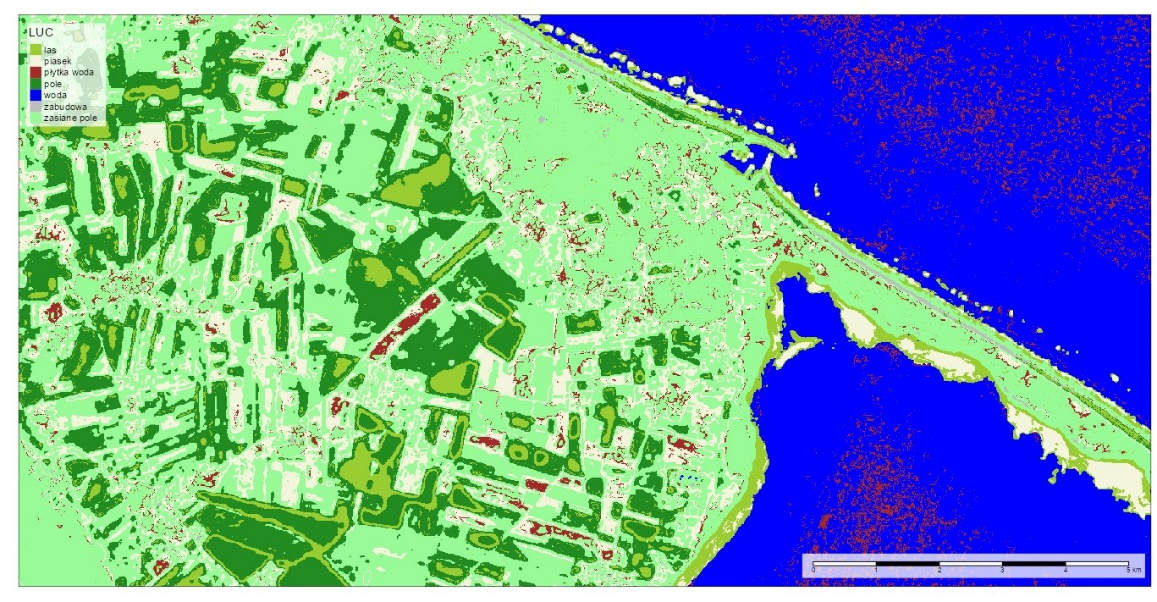 LUC
las
piasek
płytka woda
pole
woda
zabudowa
zasiane pole
0 1 2 3 4 5 km